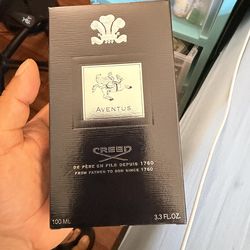 AVENTUS
CREED
DE PÈRE EN FILS DEPUIS 1760
FROM FATHER TO SON SINCE 1760
100 ML 3.3 FL.OZ.